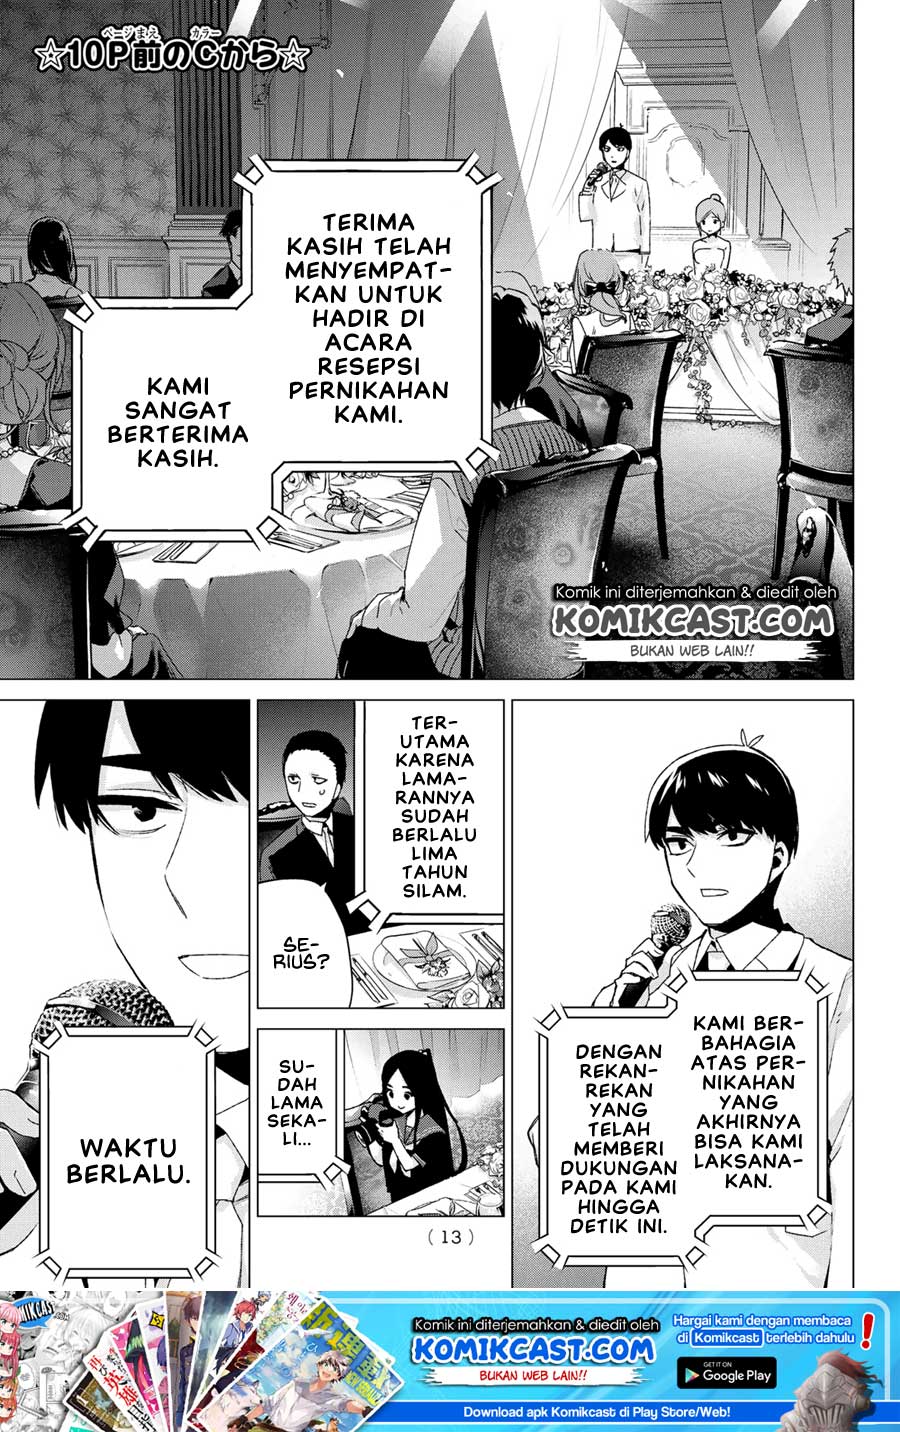 ページまえ カラー
☆10P前のCから☆
TERIMA
KASIH TELAH
MENYEMPAT-
KAN UNTUK
HADIR DI
ACARA
RESEPSI
PERNIKAHAN
KAMI.
KAMI
SANGAT
BERTERIMA
KASIH.
Komik ini diterjemahkan & diedit oleh
KOMIKCAST.COM
BUKAN WEB LAIN!!
KAMI BER-
BAHAGIA
ATAS PER-
NIKAHAN
YANG
AKHIRNYA
BISA KAMI
LAKSANA-
KAN.
DENGAN
REKAN-
REKAN
YANG
TELAH
MEMBERI
DUKUNGAN
PADA KAMI
HINGGA
DETIK INI.
TER-
UTAMA
KARENA
LAMA-
RANNYA
SUDAH
BERLALU
LIMA
TAHUN
SILAM.
SE-
RIUS?
SU-
DAH
LAMA
SEKA-
LI...
WAKTU
BERLALU.
( 13 )
Komik ini diterjemahkan & diedit oleh
KOMIKCAST.COM
BUKAN WEB LAIN!!
Hargai kami dengan membaca
di Komikcast terlebih dahulu !
GET IT ON
Google Play
Download apk Komikcast di Play Store/Web!